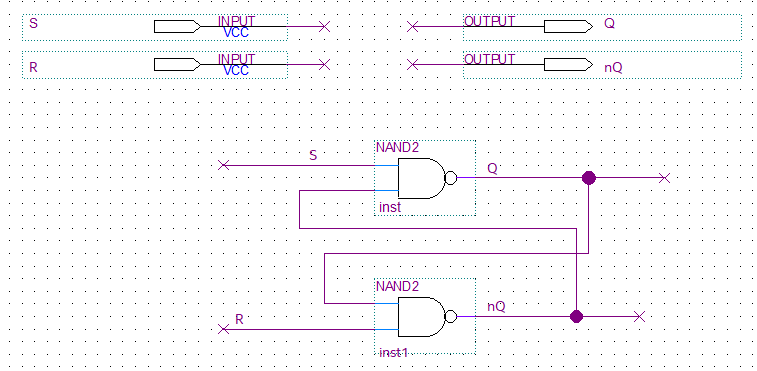 S INPUT VCC OUTPUT Q
R INPUT VCC OUTPUT nQ
NAND2
S Q
inst
NAND2
R nQ
inst1